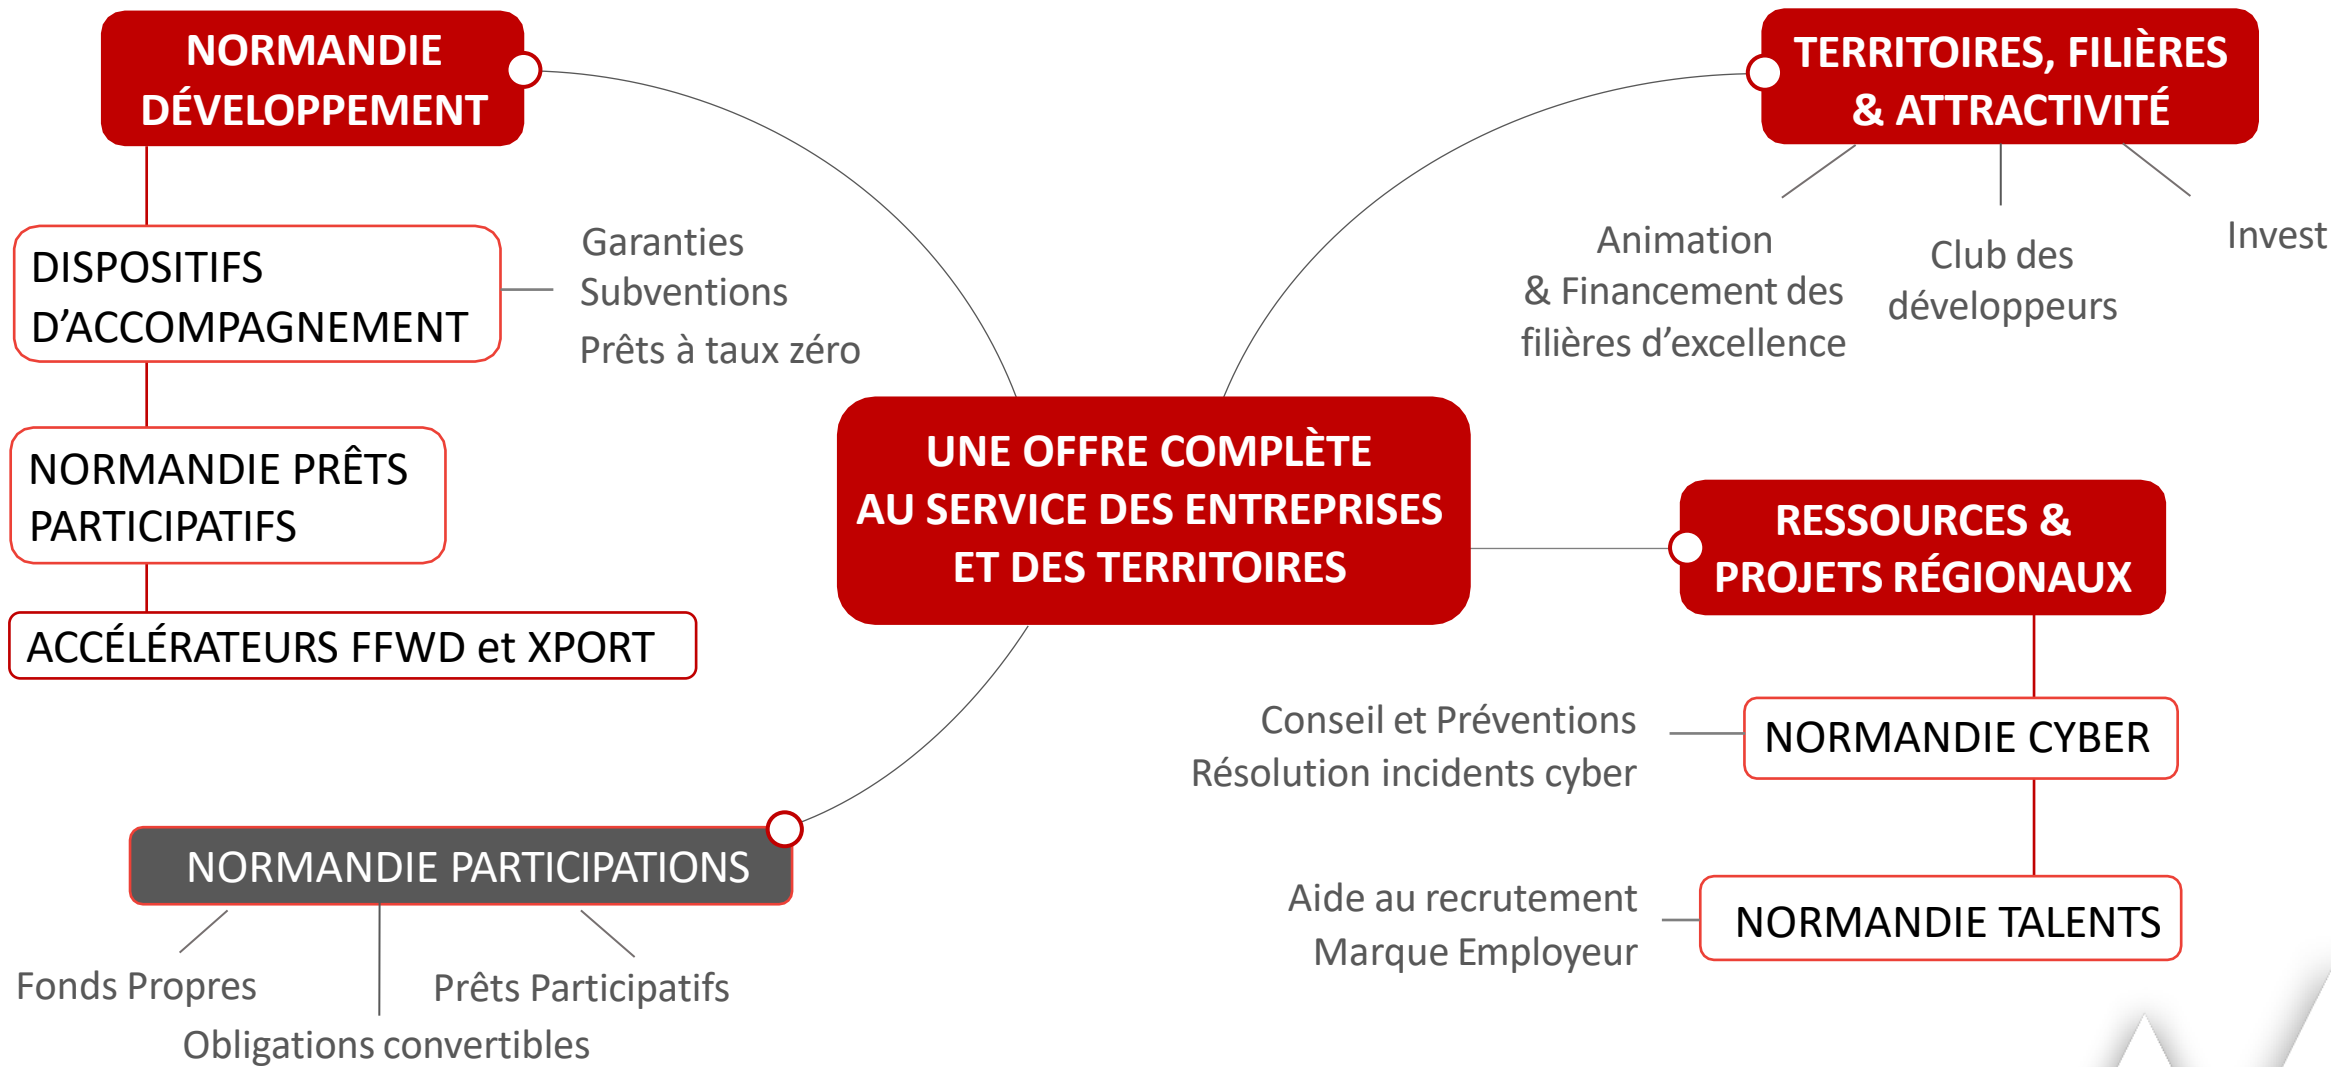 NORMANDIE
DÉVELOPPEMENT
DISPOSITIFS
D’ACCOMPAGNEMENT
Garanties
Subventions
Prêts à taux zéro
NORMANDIE PRÊTS
PARTICIPATIFS
ACCÉLÉRATEURS FFWD et XPORT
TERRITOIRES, FILIÈRES
& ATTRACTIVITÉ
Animation
& Financement des
filières d’excellence
Club des
développeurs
Invest
UNE OFFRE COMPLÈTE
AU SERVICE DES ENTREPRISES
ET DES TERRITOIRES
RESSOURCES &
PROJETS RÉGIONAUX
Conseil et Préventions
Résolution incidents cyber
NORMANDIE CYBER
Aide au recrutement
Marque Employeur
NORMANDIE TALENTS
NORMANDIE PARTICIPATIONS
Fonds Propres
Prêts Participatifs
Obligations convertibles